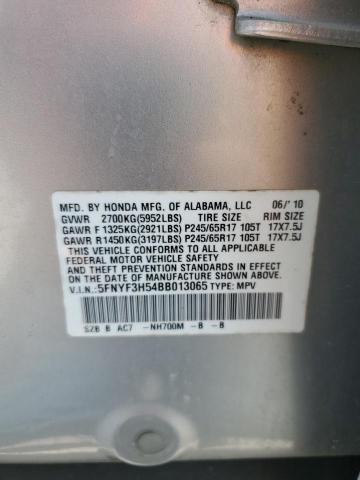 MFD. BY HONDA MFG. OF ALABAMA, LLC 06/'10
GVWR 2700KG(5952LBS) TIRE SIZE RIM SIZE
GAWR F 1325KG(2921LBS) P245/65R17 105T 17X7.5J
GAWR R1450KG(3197LBS) P245/65R17 105T 17X7.5J
THIS VEHICLE CONFORMS TO ALL APPLICABLE
FEDERAL MOTOR VEHICLE SAFETY AND THEFT
PREVENTION STANDARDS IN EFFECT
ON THE DATE OF MANUFACTURE SHOWN ABOVE.
V.I.N.: 5FNYF3H54BB013065 TYPE: MPV
SZB B AC7 -NH700M -B -B